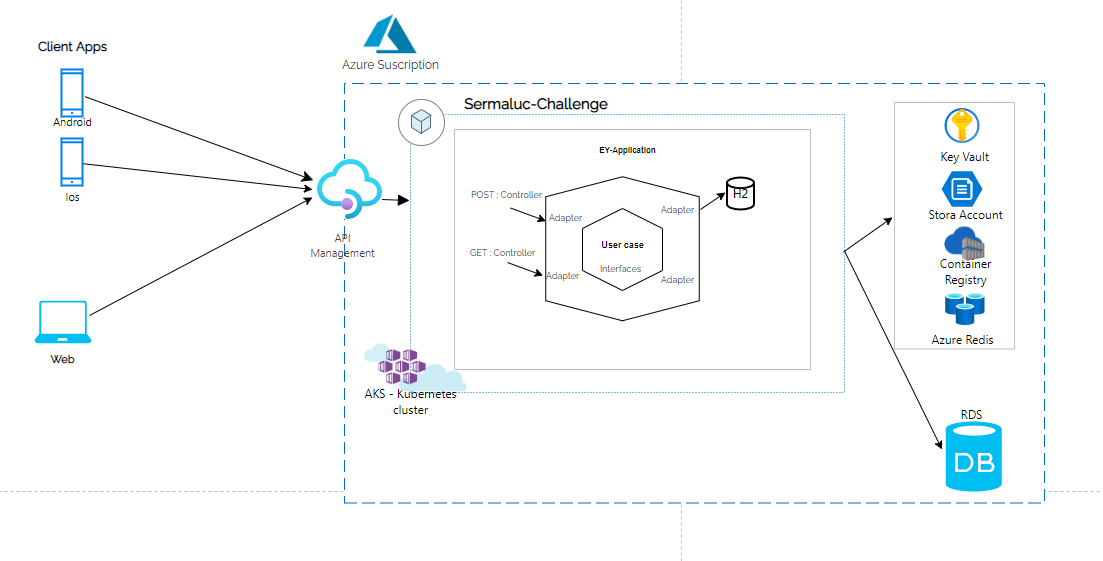 Client Apps
Android
Ios
Web
Azure Suscription
API
Management
Sermaluc-Challenge
EY-Application
POST : Controller
Adapter
GET : Controller
Adapter
User case
Interfaces
Adapter
Adapter
H2
AKS - Kubernetes
cluster
Key Vault
Stora Account
Container
Registry
Azure Redis
RDS
DB